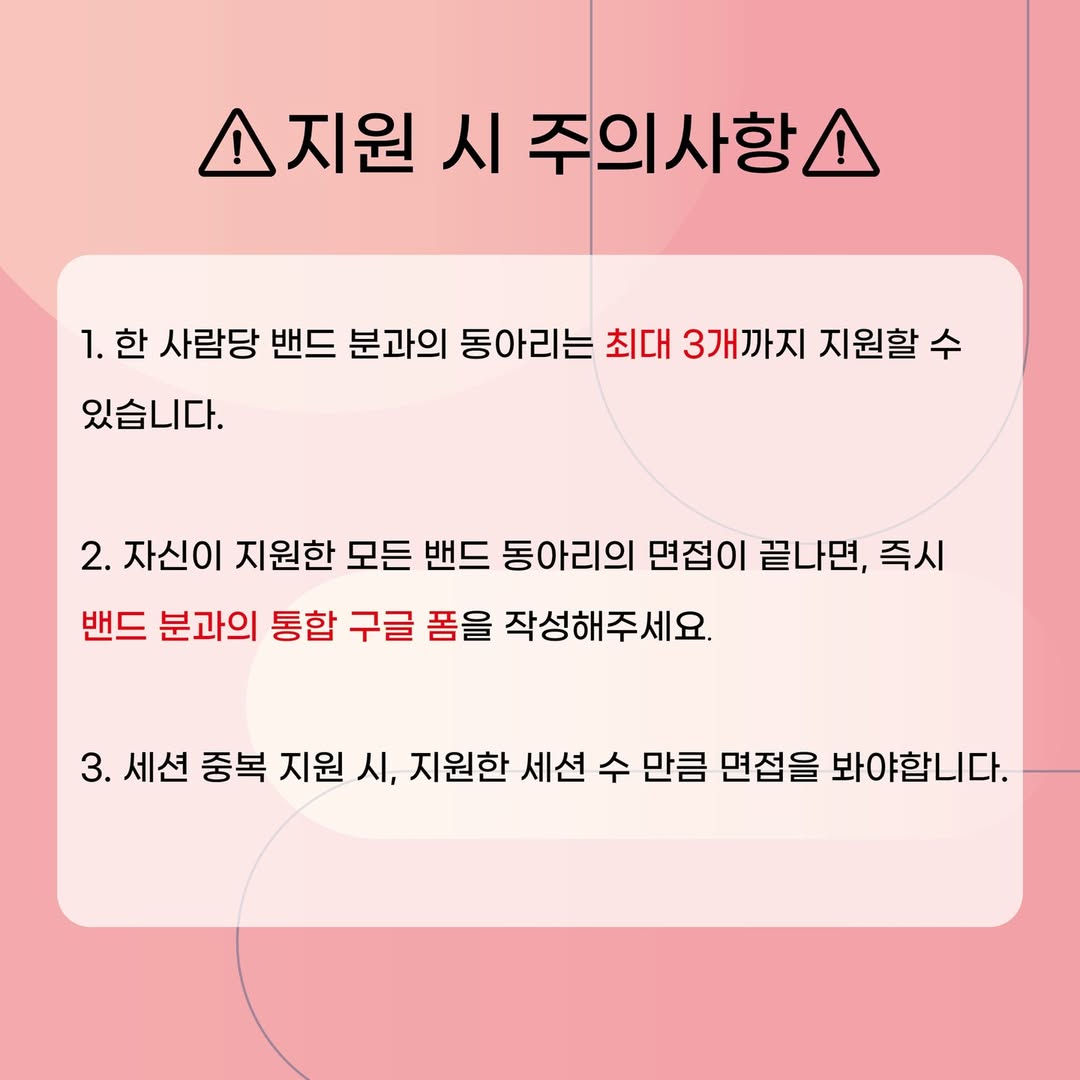 ⚠지원 시 주의사항⚠
1. 한 사람당 밴드 분과의 동아리는 최대 3개까지 지원할 수
있습니다.
2. 자신이 지원한 모든 밴드 동아리의 면접이 끝나면, 즉시
밴드 분과의 통합 구글 폼을 작성해주세요.
3. 세션 중복 지원 시, 지원한 세션 수 만큼 면접을 봐야합니다.